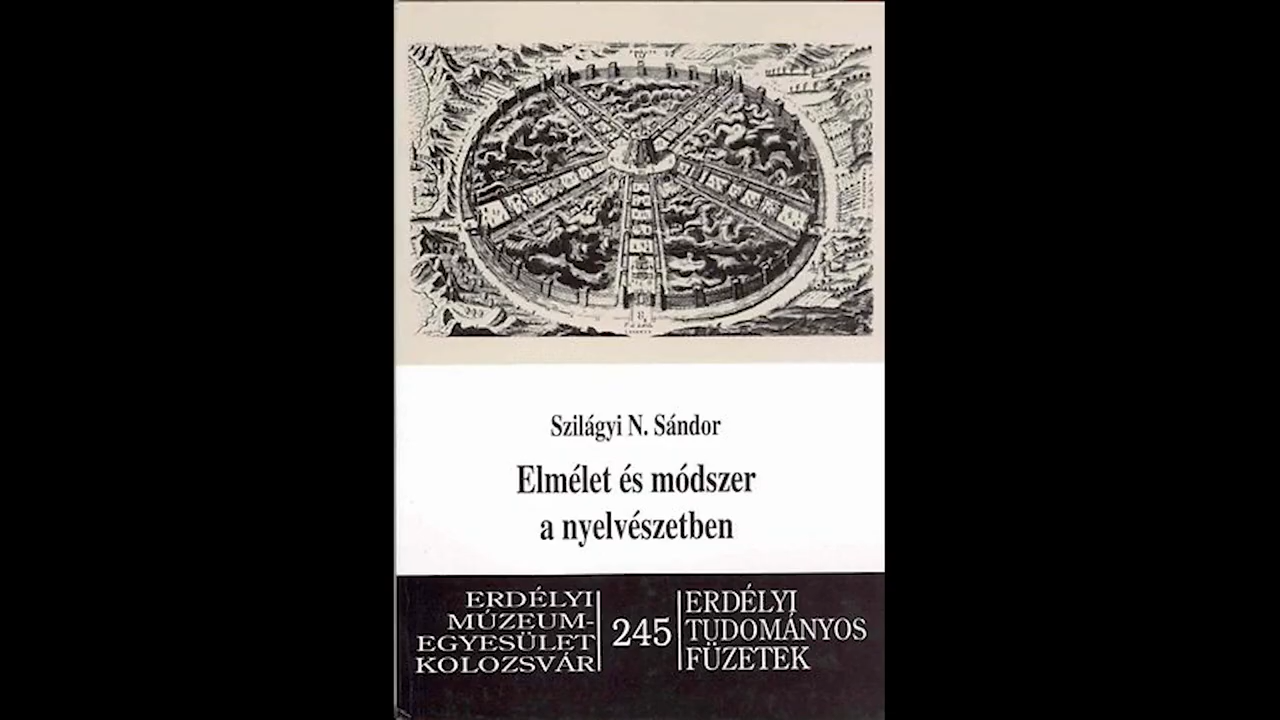 Szilágyi N. Sándor
Elmélet és módszer
a nyelvészetben
ERDÉLYI
MÚZEUM-
EGYESÜLET
KOLOZSVÁR
245
ERDÉLYI
TUDOMÁNYOS
FÜZETEK